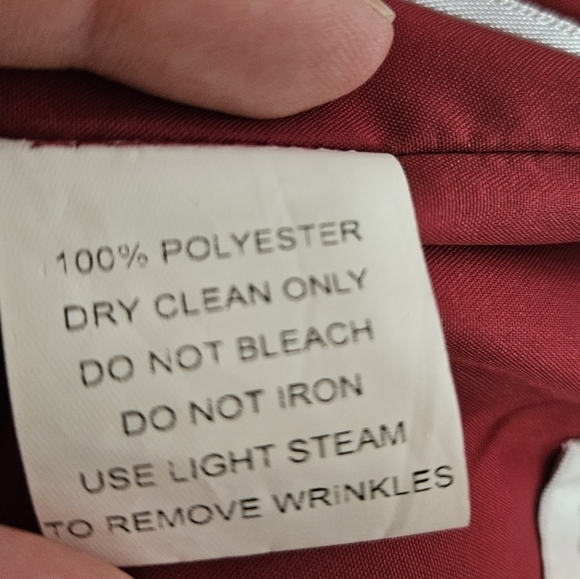 100% POLYESTER
DRY CLEAN ONLY
DO NOT BLEACH
DO NOT IRON
USE LIGHT STEAM
TO REMOVE WRINKLES